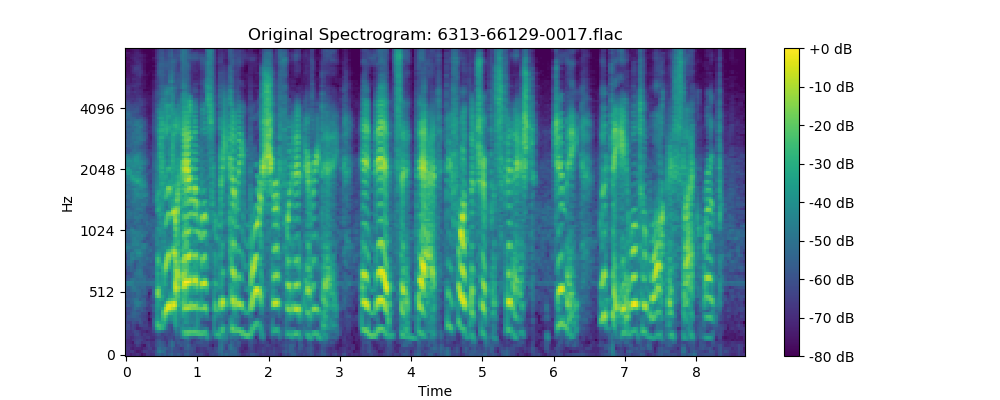 Original Spectrogram: 6313-66129-0017.flac
Hz
4096
2048
1024
512
0
0 1 2 3 4 5 6 7 8
Time
+0 dB
-10 dB
-20 dB
-30 dB
-40 dB
-50 dB
-60 dB
-70 dB
-80 dB